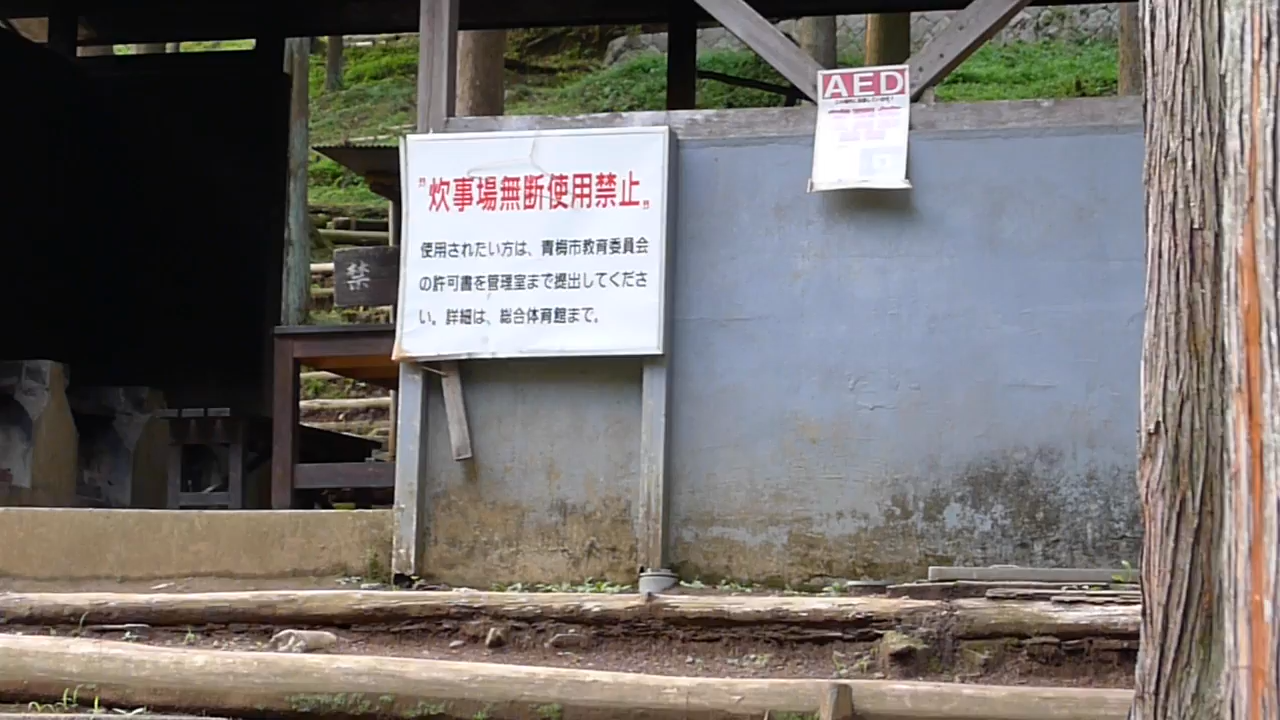 AED
〝炊事場無断使用禁止〟
使用されたい方は、青梅市教育委員会
の許可書を管理室まで提出してくださ
い。詳細は、総合体育館まで。
禁